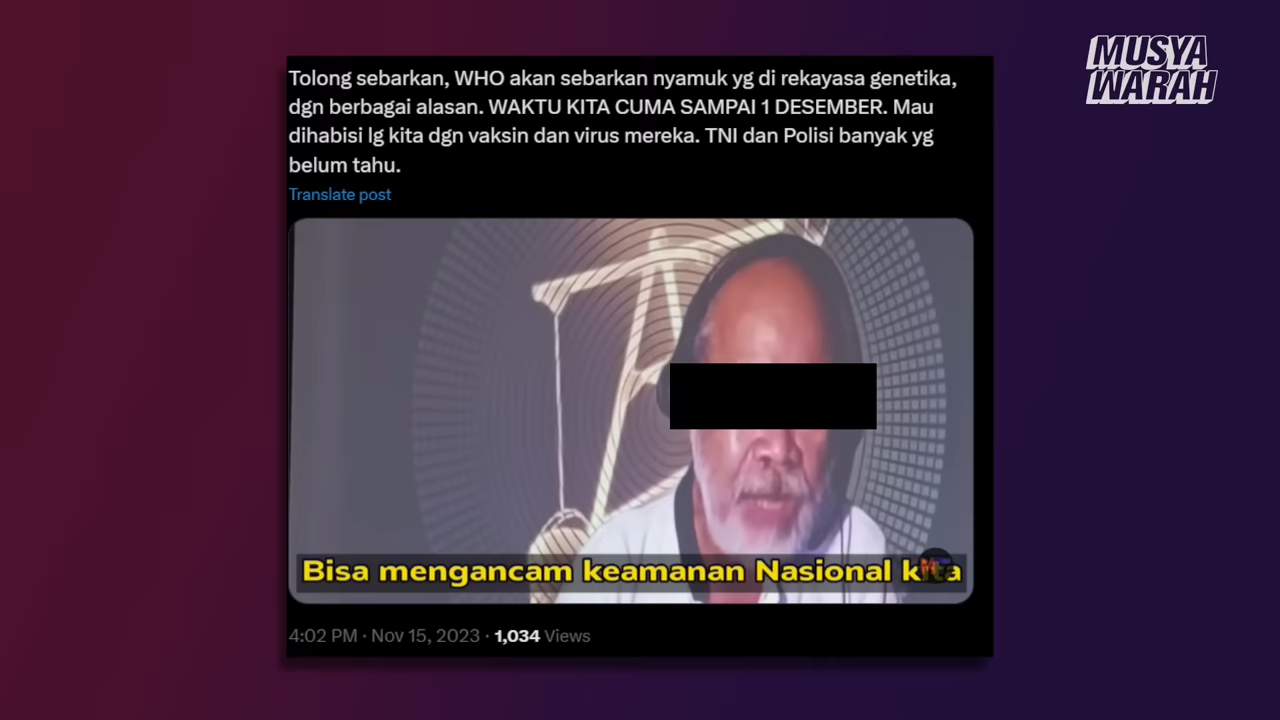 MUSYA
WARAH
Tolong sebarkan, WHO akan sebarkan nyamuk yg di rekayasa genetika,
dgn berbagai alasan. WAKTU KITA CUMA SAMPAI 1 DESEMBER. Mau
dihabisi lg kita dgn vaksin dan virus mereka. TNI dan Polisi banyak yg
belum tahu.
Translate post
Bisa mengancam keamanan Nasional kita
4:02 PM · Nov 15, 2023 · 1,034 Views